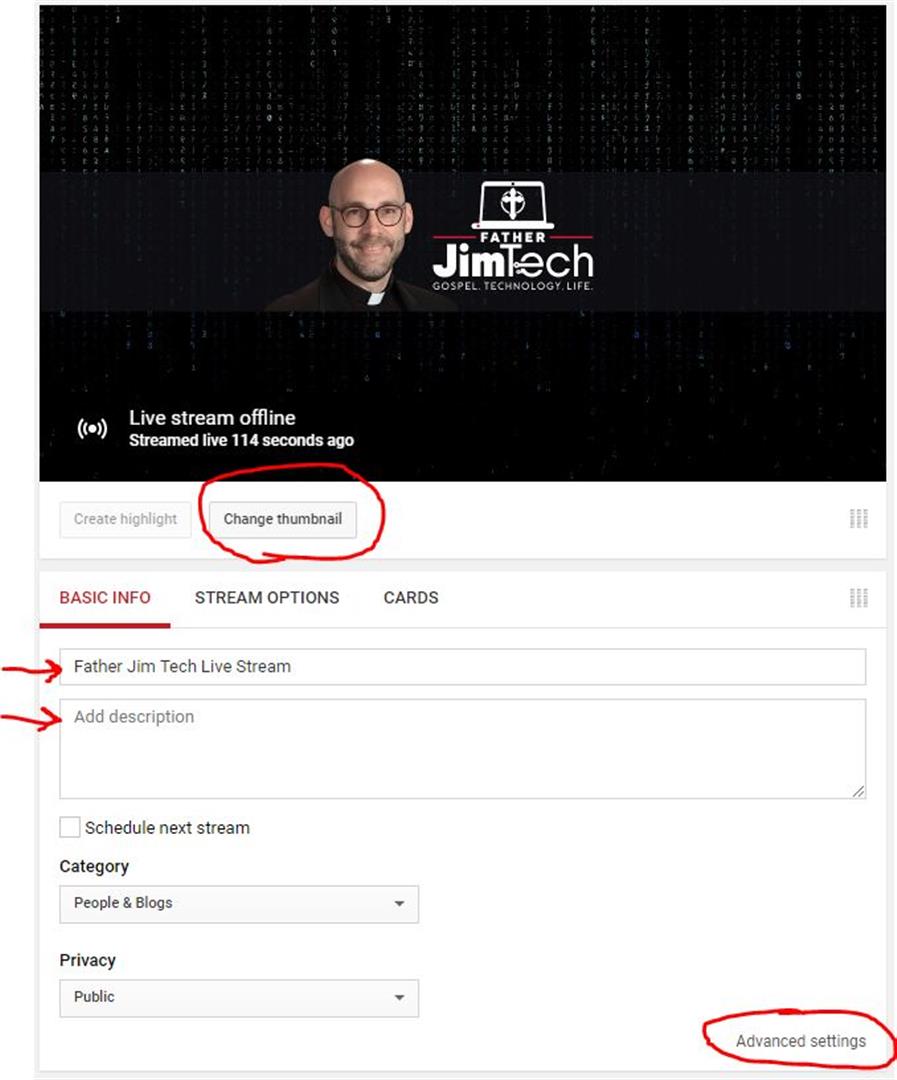 FATHER
JimTech
GOSPEL. TECHNOLOGY. LIFE.
Live stream offline
Streamed live 114 seconds ago
Create highlight Change thumbnail
BASIC INFO STREAM OPTIONS CARDS
Father Jim Tech Live Stream
Add description
Schedule next stream
Category
People & Blogs
Privacy
Public
Advanced settings